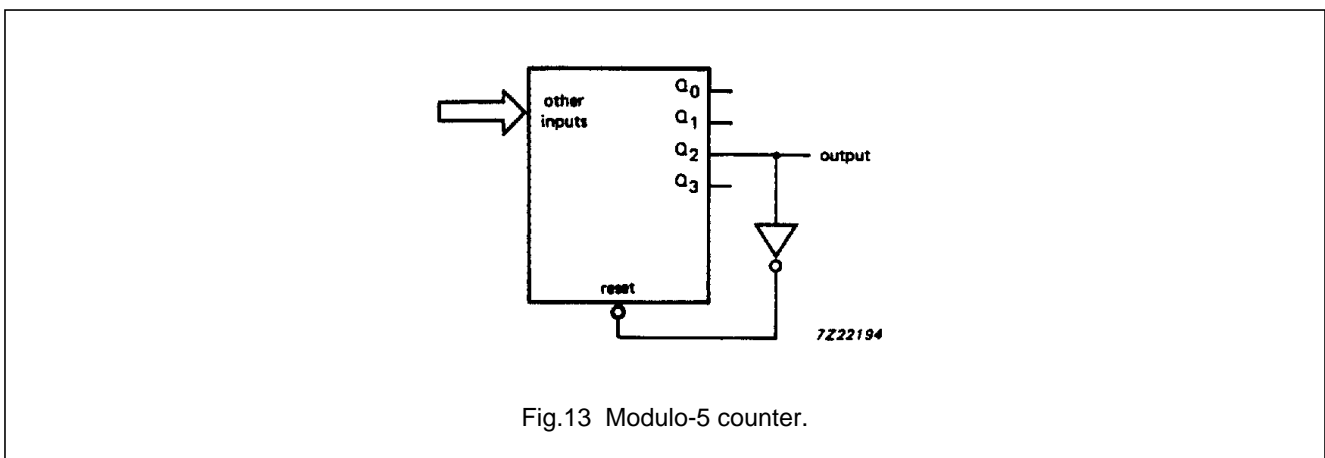 other
inputs
Q0
Q1
Q2
Q3
output
reset
7Z22194
Fig.13 Modulo-5 counter.